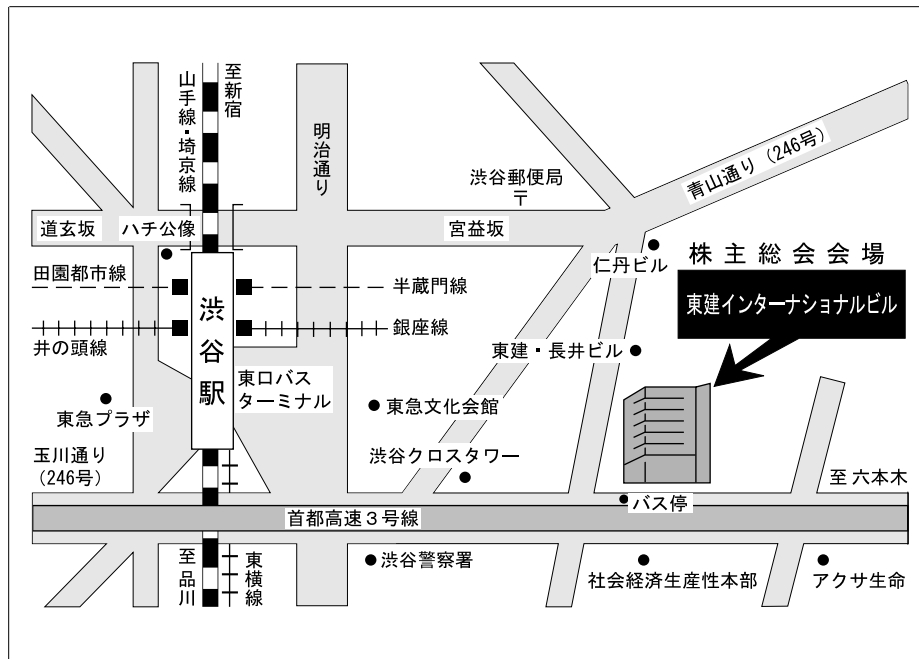 山手線・埼京線
至新宿
明治通り
渋谷郵便局
〒
青山通り(246号)
道玄坂
ハチ公像
宮益坂
仁丹ビル
株主総会会場
東建インターナショナルビル
田園都市線
半蔵門線
渋谷駅
井の頭線
銀座線
東建・長井ビル
東口バス
ターミナル
東急プラザ
東急文化会館
玉川通り
(246号)
渋谷クロスタワー
至六本木
バス停
首都高速3号線
至品川
東横線
渋谷警察署
社会経済生産性本部
アクサ生命